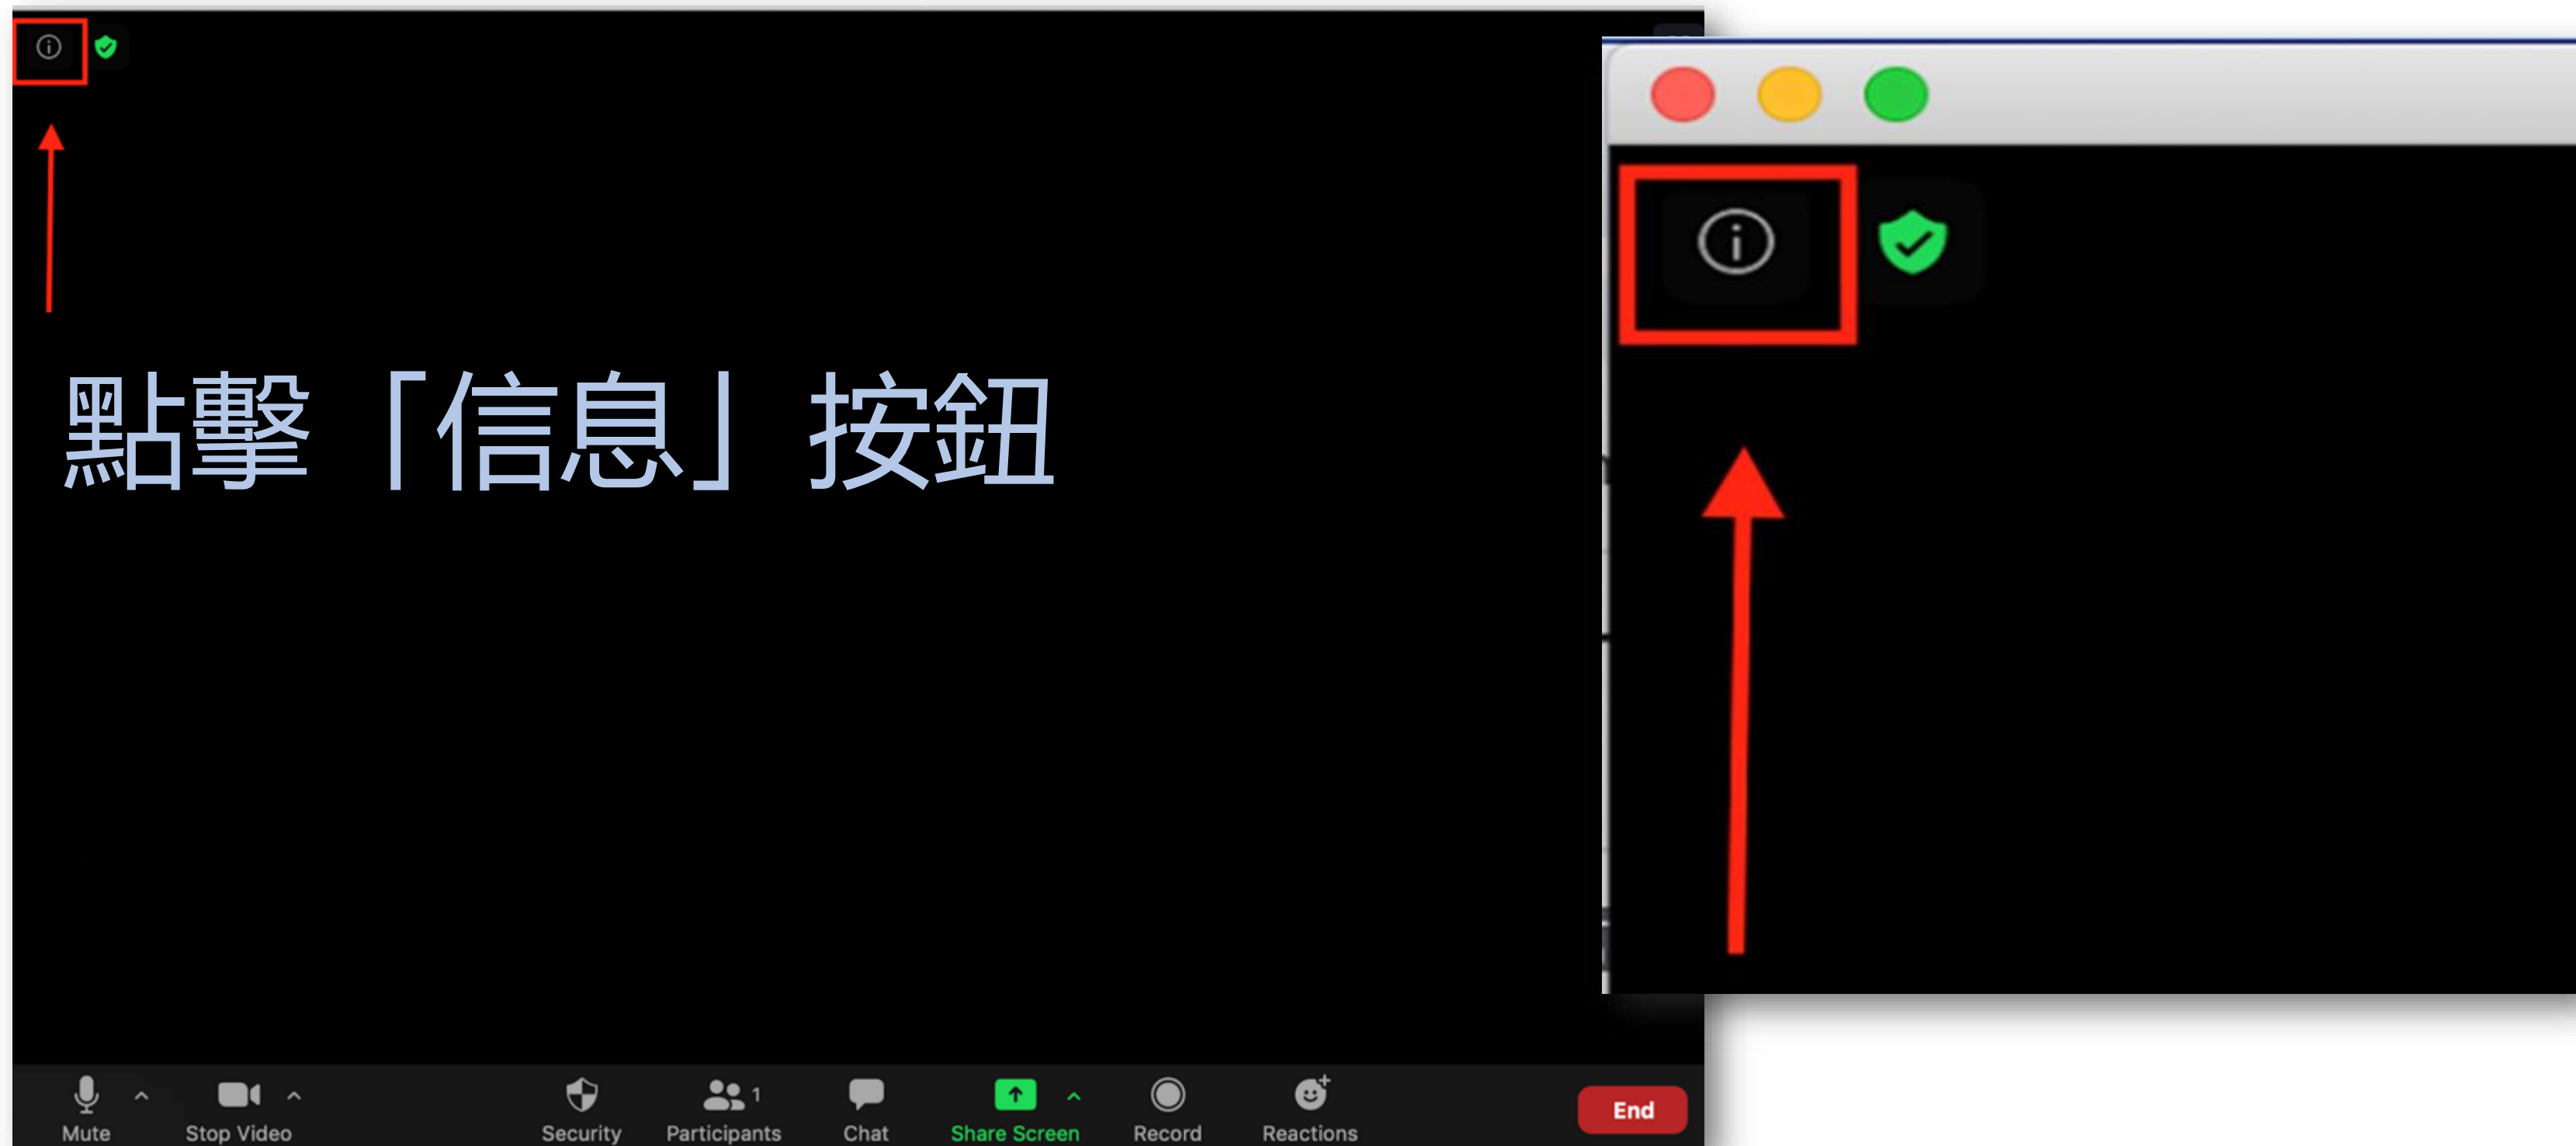 點擊「信息」按鈕
1
Mute
Stop Video
Security
Participants
Chat
Share Screen
Record
Reactions
End